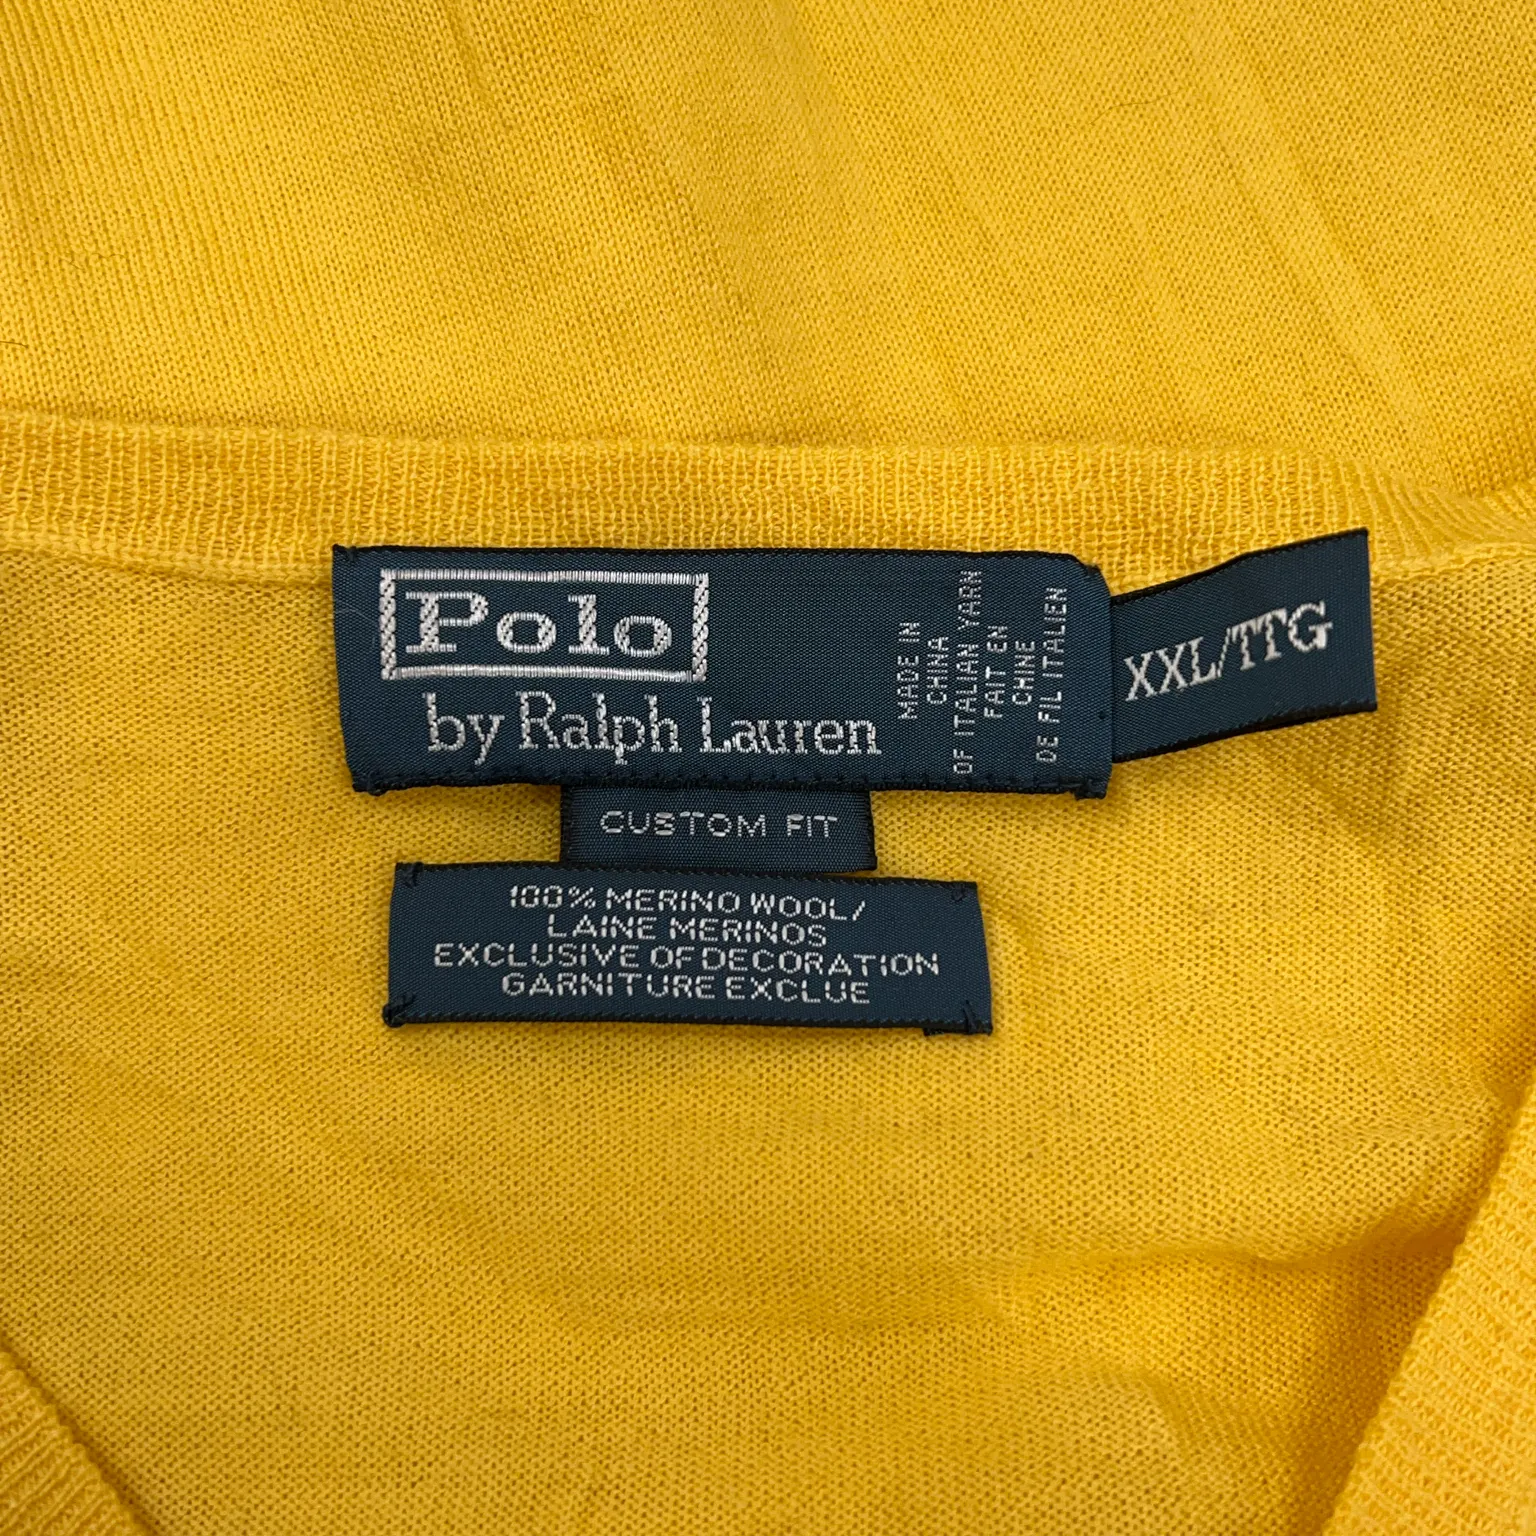 Polo
by Ralph Lauren
MADE IN
CHINA
OF ITALIAN YARN
FAIT EN
CHINE
DE FIL ITALIEN
XXL/TTG
CUSTOM FIT
100% MERINO WOOL/
LAINE MERINOS
EXCLUSIVE OF DECORATION
GARNITURE EXCLUE